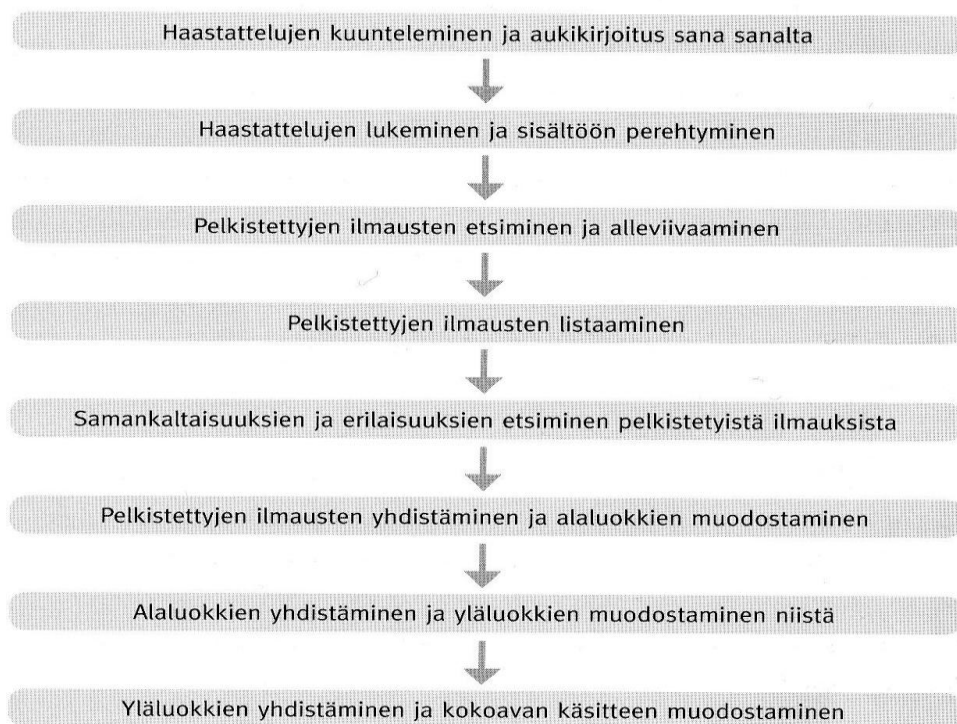 Haastattelujen kuunteleminen ja aukikirjoitus sana sanalta
Haastattelujen lukeminen ja sisältöön perehtyminen
Pelkistettyjen ilmausten etsiminen ja alleviivaaminen
Pelkistettyjen ilmausten listaaminen
Samankaltaisuuksien ja erilaisuuksien etsiminen pelkistetyistä ilmauksista
Pelkistettyjen ilmausten yhdistäminen ja alaluokkien muodostaminen
Alaluokkien yhdistäminen ja yläluokkien muodostaminen niistä
Yläluokkien yhdistäminen ja kokoavan käsitteen muodostaminen